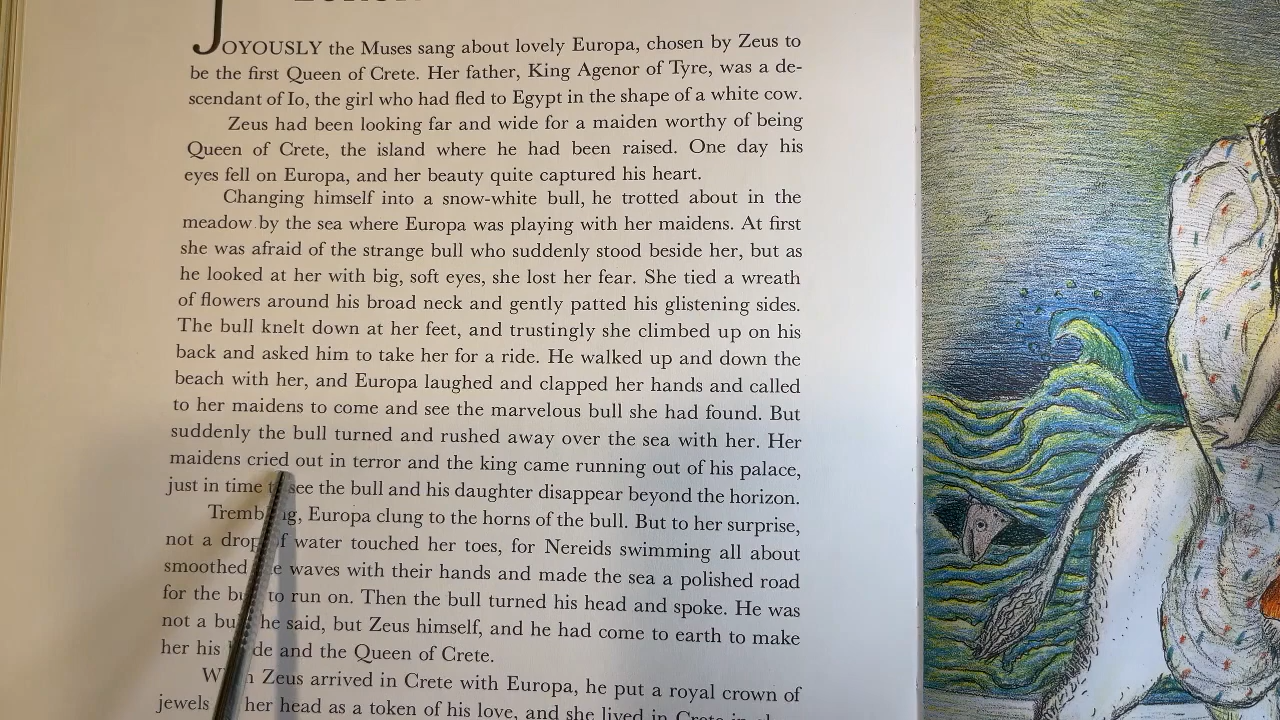 JOYOUSLY the Muses sang about lovely Europa, chosen by Zeus to
be the first Queen of Crete. Her father, King Agenor of Tyre, was a de-
scendant of Io, the girl who had fled to Egypt in the shape of a white cow.
Zeus had been looking far and wide for a maiden worthy of being
Queen of Crete, the island where he had been raised. One day his
eyes fell on Europa, and her beauty quite captured his heart.
Changing himself into a snow-white bull, he trotted about in the
meadow by the sea where Europa was playing with her maidens. At first
she was afraid of the strange bull who suddenly stood beside her, but as
he looked at her with big, soft eyes, she lost her fear. She tied a wreath
of flowers around his broad neck and gently patted his glistening sides.
The bull knelt down at her feet, and trustingly she climbed up on his
back and asked him to take her for a ride. He walked up and down the
beach with her, and Europa laughed and clapped her hands and called
to her maidens to come and see the marvelous bull she had found. But
suddenly the bull turned and rushed away over the sea with her. Her
maidens cried out in terror and the king came running out of his palace,
just in time to see the bull and his daughter disappear beyond the horizon.
Trembling, Europa clung to the horns of the bull. But to her surprise,
not a drop of water touched her toes, for Nereids swimming all about
smoothed the waves with their hands and made the sea a polished road
for the bull to run on. Then the bull turned his head and spoke. He was
not a bull, he said, but Zeus himself, and he had come to earth to make
her his bride and the Queen of Crete.
When Zeus arrived in Crete with Europa, he put a royal crown of
jewels her head as a token of his love, and she lived in Crete in